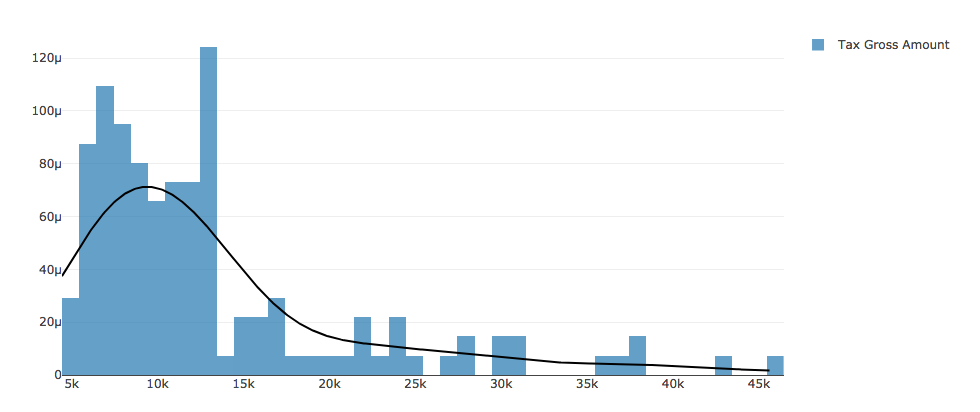 Tax Gross Amount
120µ
100µ
80µ
60µ
40µ
20µ
0
5k 10k 15k 20k 25k 30k 35k 40k 45k